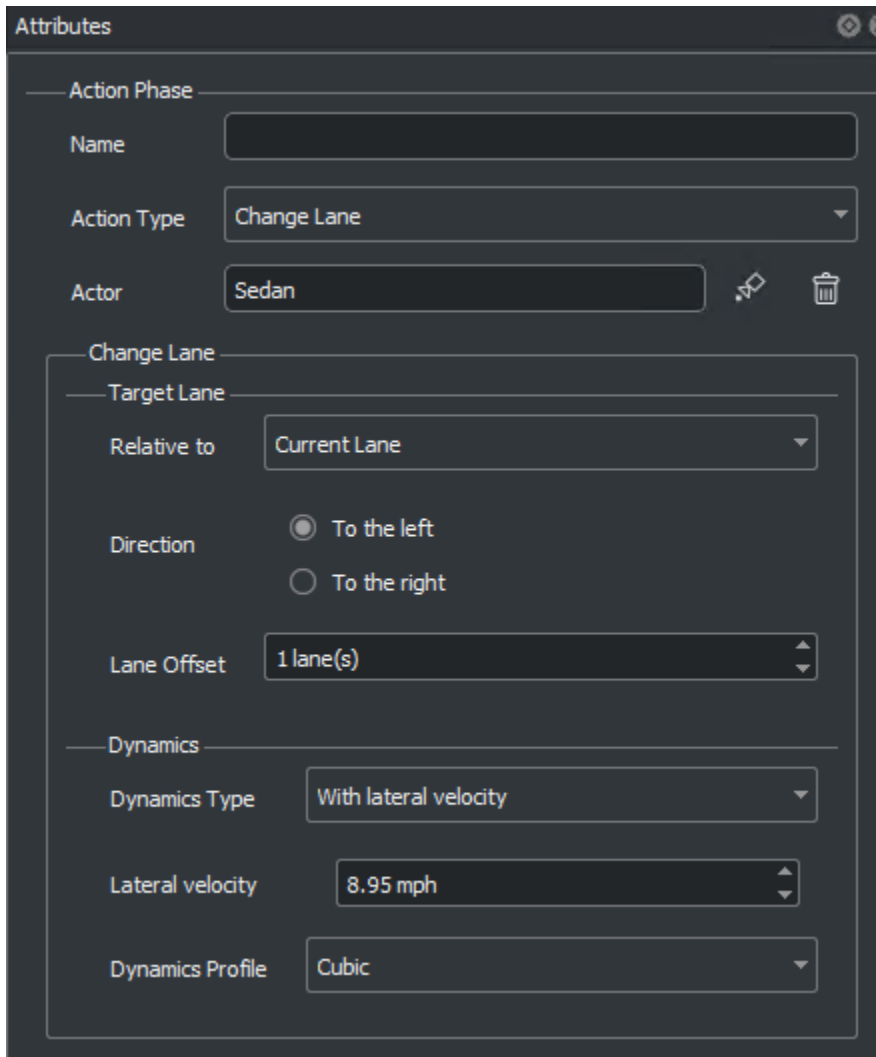 Attributes
Action Phase
Name
Action Type Change Lane
Actor Sedan
Change Lane
Target Lane
Relative to Current Lane
Direction To the left
To the right
Lane Offset 1 lane(s)
Dynamics
Dynamics Type With lateral velocity
Lateral velocity 8.95 mph
Dynamics Profile Cubic